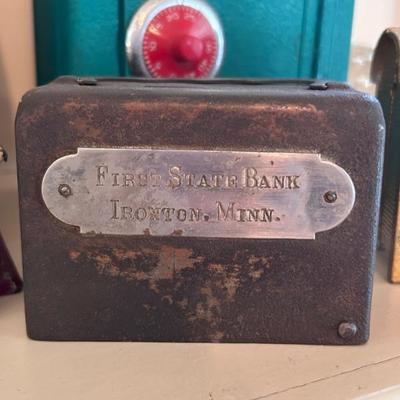 First State Bank
Ironton, Minn.